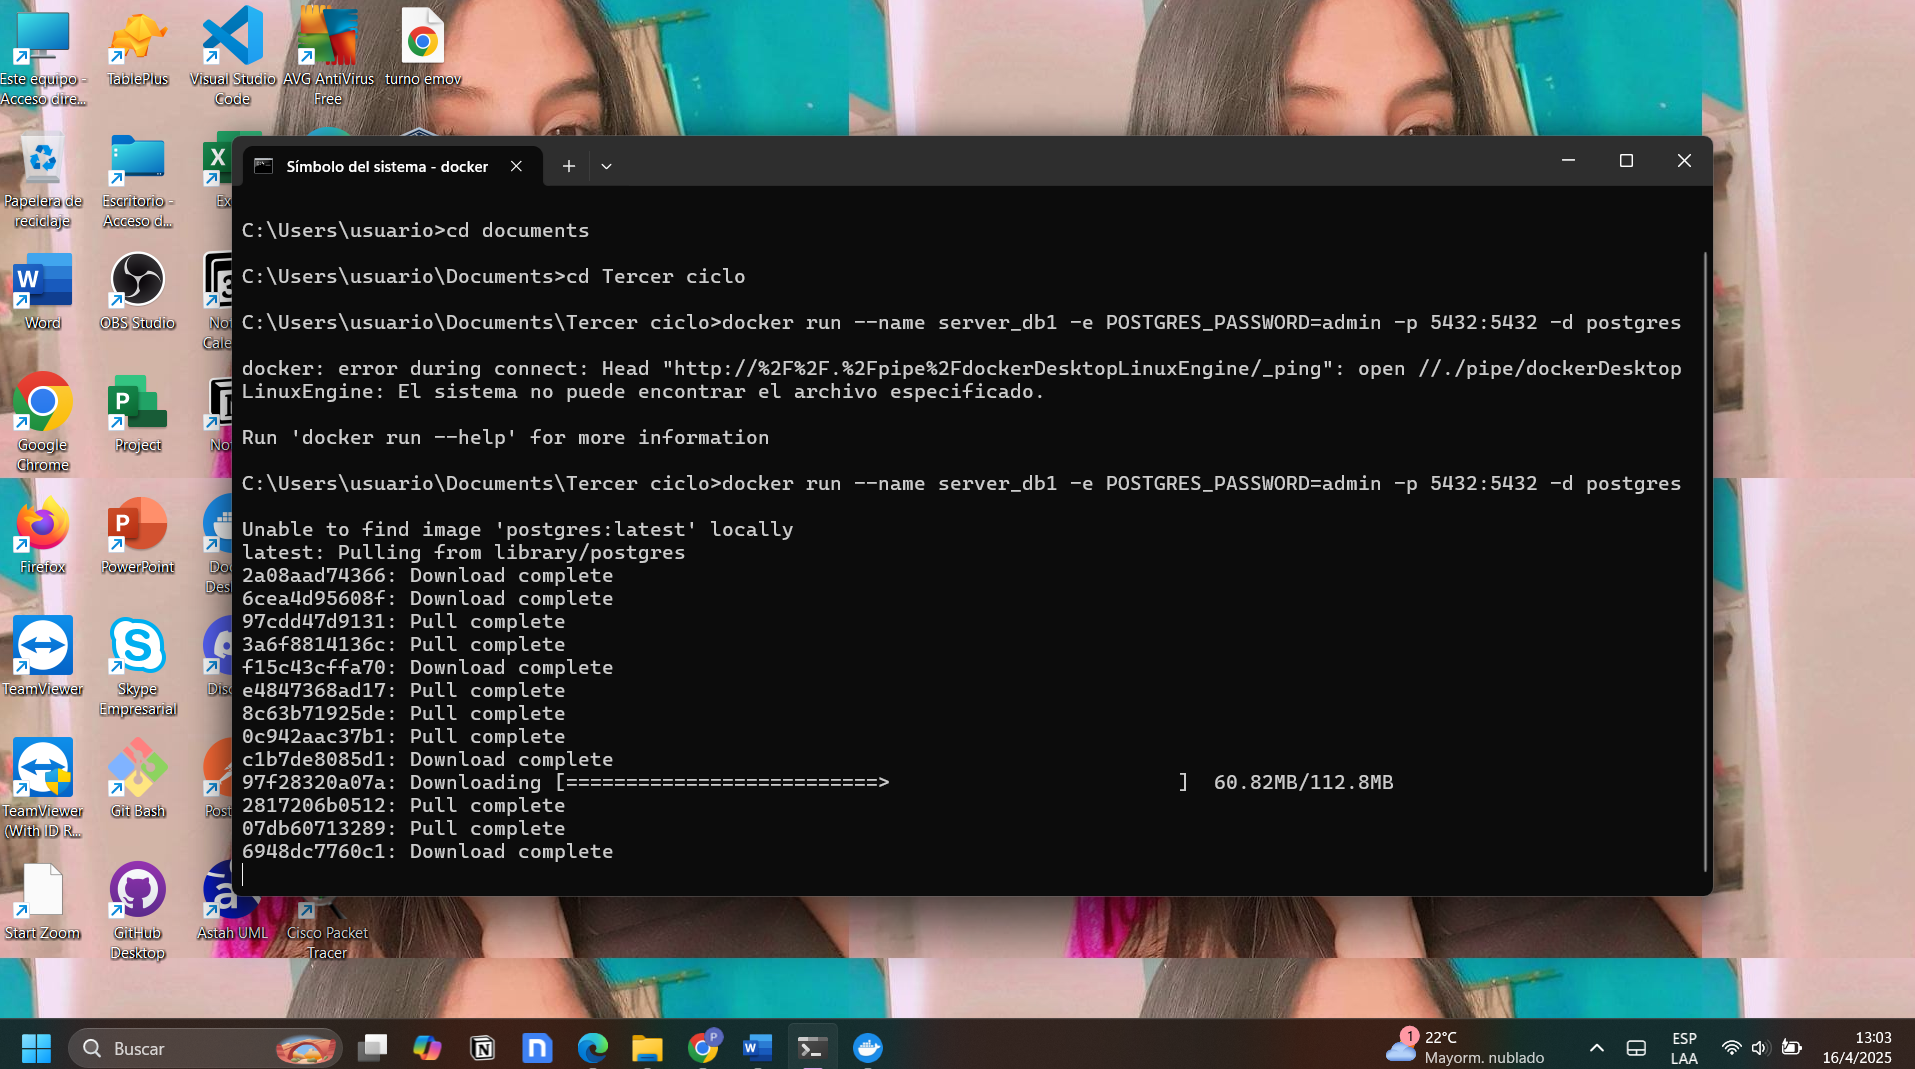 Este equipo - Acceso dire...
TablePlus
Visual Studio Code
AVG AntiVirus Free
turno emov
Papelera de reciclaje
Escritorio - Acceso d...
Ex
Word
OBS Studio
Not
Cale
Google Chrome
Project
Not
Firefox
PowerPoint
Doc
Des
TeamViewer
Skype Empresarial
Disc
TeamViewer (With ID R...
Git Bash
Post
Start Zoom
GitHub Desktop
Astah UML
Cisco Packet Tracer
Símbolo del sistema - docker
C:\Users\usuario>cd documents
C:\Users\usuario\Documents>cd Tercer ciclo
C:\Users\usuario\Documents\Tercer ciclo>docker run --name server_db1 -e POSTGRES_PASSWORD=admin -p 5432:5432 -d postgres
docker: error during connect: Head "http://%2F%2F.%2Fpipe%2FdockerDesktopLinuxEngine/_ping": open //./pipe/dockerDesktop
LinuxEngine: El sistema no puede encontrar el archivo especificado.
Run 'docker run --help' for more information
C:\Users\usuario\Documents\Tercer ciclo>docker run --name server_db1 -e POSTGRES_PASSWORD=admin -p 5432:5432 -d postgres
Unable to find image 'postgres:latest' locally
latest: Pulling from library/postgres
2a08aad74366: Download complete
6cea4d95608f: Download complete
97cdd47d9131: Pull complete
3a6f8814136c: Pull complete
f15c43cffa70: Download complete
e4847368ad17: Pull complete
8c63b71925de: Pull complete
0c942aac37b1: Pull complete
c1b7de8085d1: Download complete
97f28320a07a: Downloading [==========================>                        ]  60.82MB/112.8MB
2817206b0512: Pull complete
07db60713289: Pull complete
6948dc7760c1: Download complete
Buscar
1
22°C
Mayorm. nublado
ESP
LAA
13:03
16/4/2025